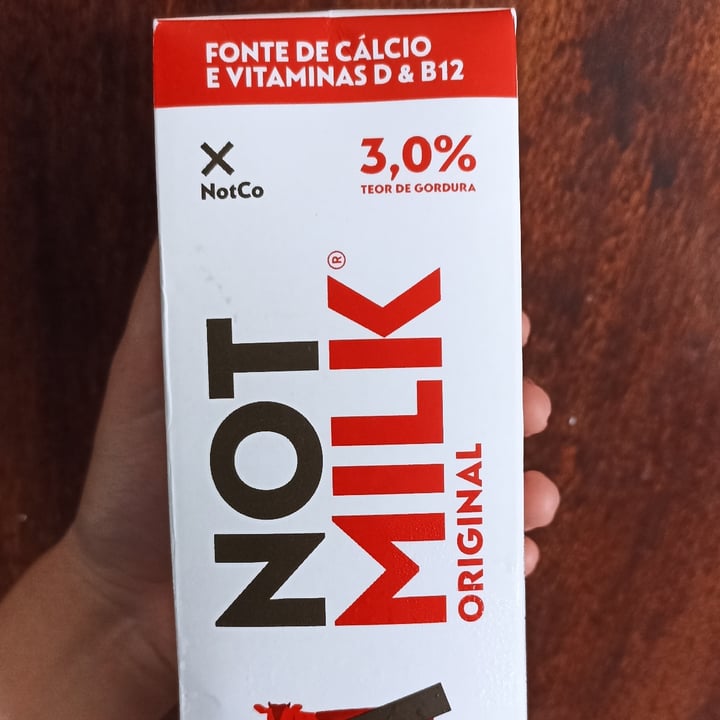 FONTE DE CÁLCIO
E VITAMINAS D & B12
NotCo
3,0%
TEOR DE GORDURA
NOT
MILK®
ORIGINAL